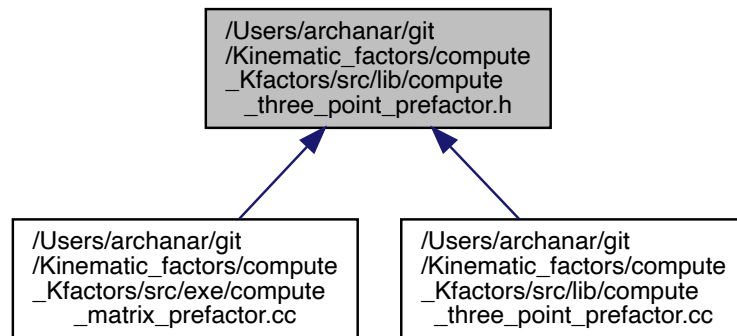 /Users/archanar/git
/Kinematic_factors/compute
_Kfactors/src/lib/compute
_three_point_prefactor.h
/Users/archanar/git
/Kinematic_factors/compute
_Kfactors/src/exe/compute
_matrix_prefactor.cc
/Users/archanar/git
/Kinematic_factors/compute
_Kfactors/src/lib/compute
_three_point_prefactor.cc